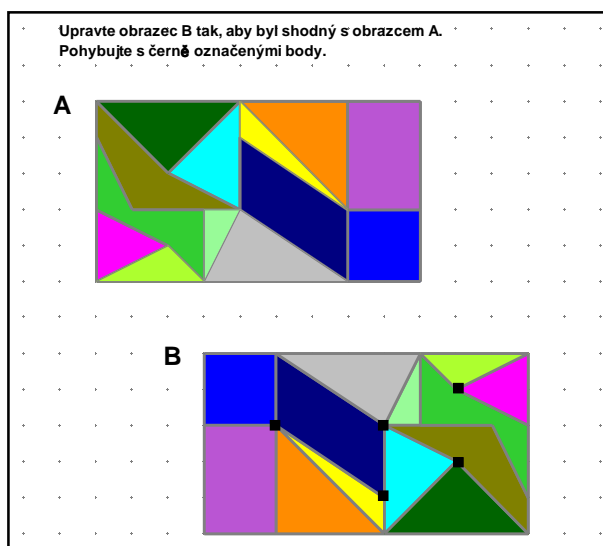 Upravte obrazec B tak, aby byl shodný s obrazcem A.
Pohybujte s černě označenými body.
A
B